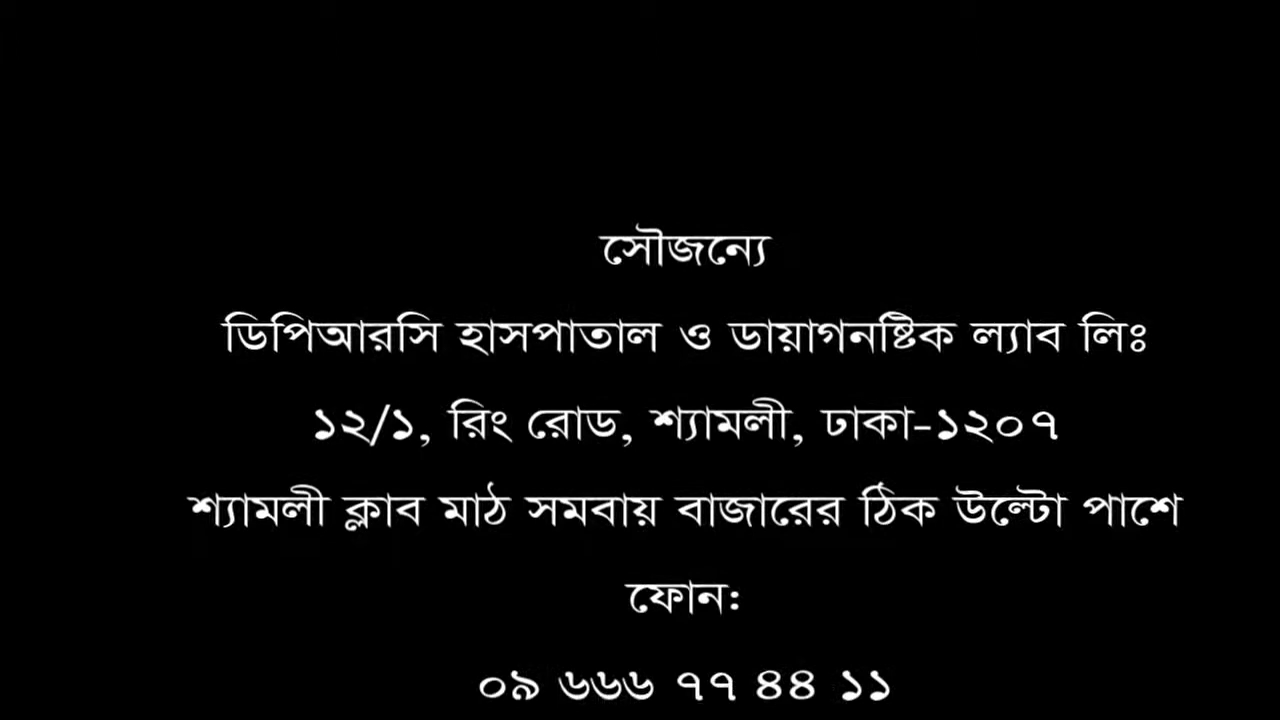 সৌজন্যে
ডিপিআরসি হাসপাতাল ও ডায়াগনষ্টিক ল্যাব লিঃ
১২/১, রিং রোড, শ্যামলী, ঢাকা-১২০৭
শ্যামলী ক্লাব মাঠ সমবায় বাজারের ঠিক উল্টো পাশে
ফোন:
০৯ ৬৬৬ ৭৭ ৪৪ ১১